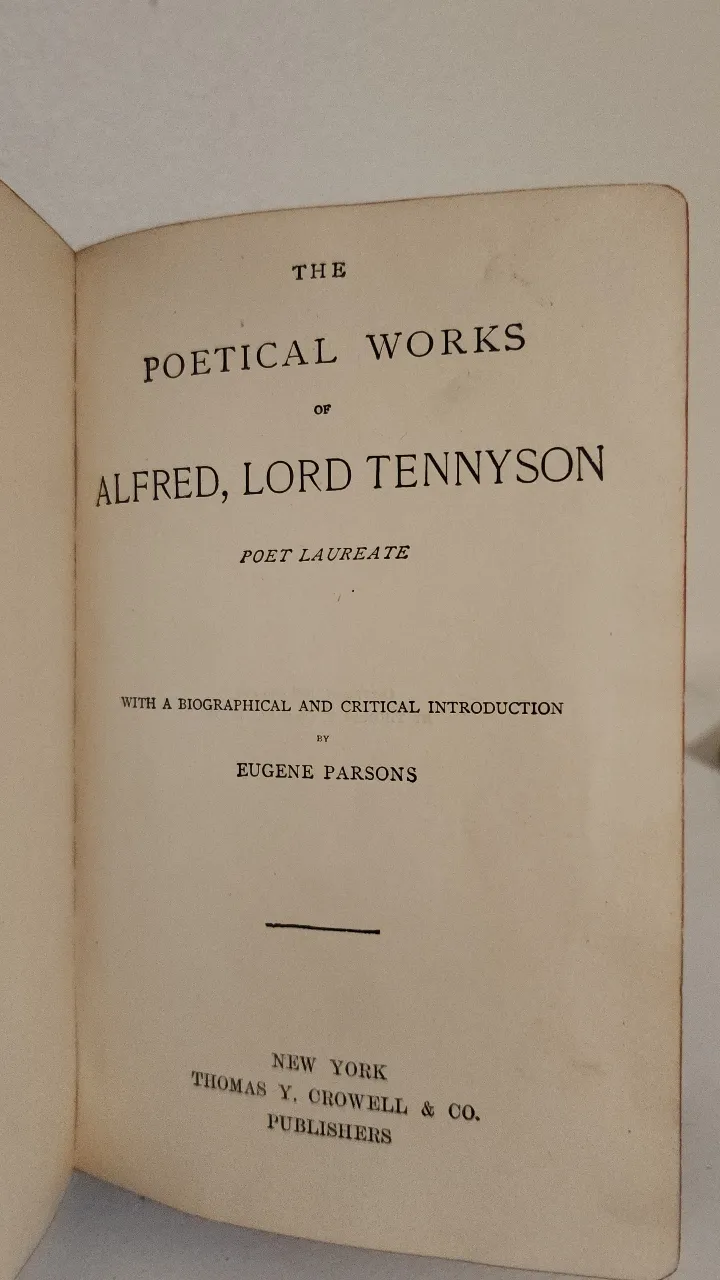 THE
POETICAL WORKS
OF
ALFRED, LORD TENNYSON
POET LAUREATE
WITH A BIOGRAPHICAL AND CRITICAL INTRODUCTION
BY
EUGENE PARSONS
NEW YORK
THOMAS Y. CROWELL & CO.
PUBLISHERS